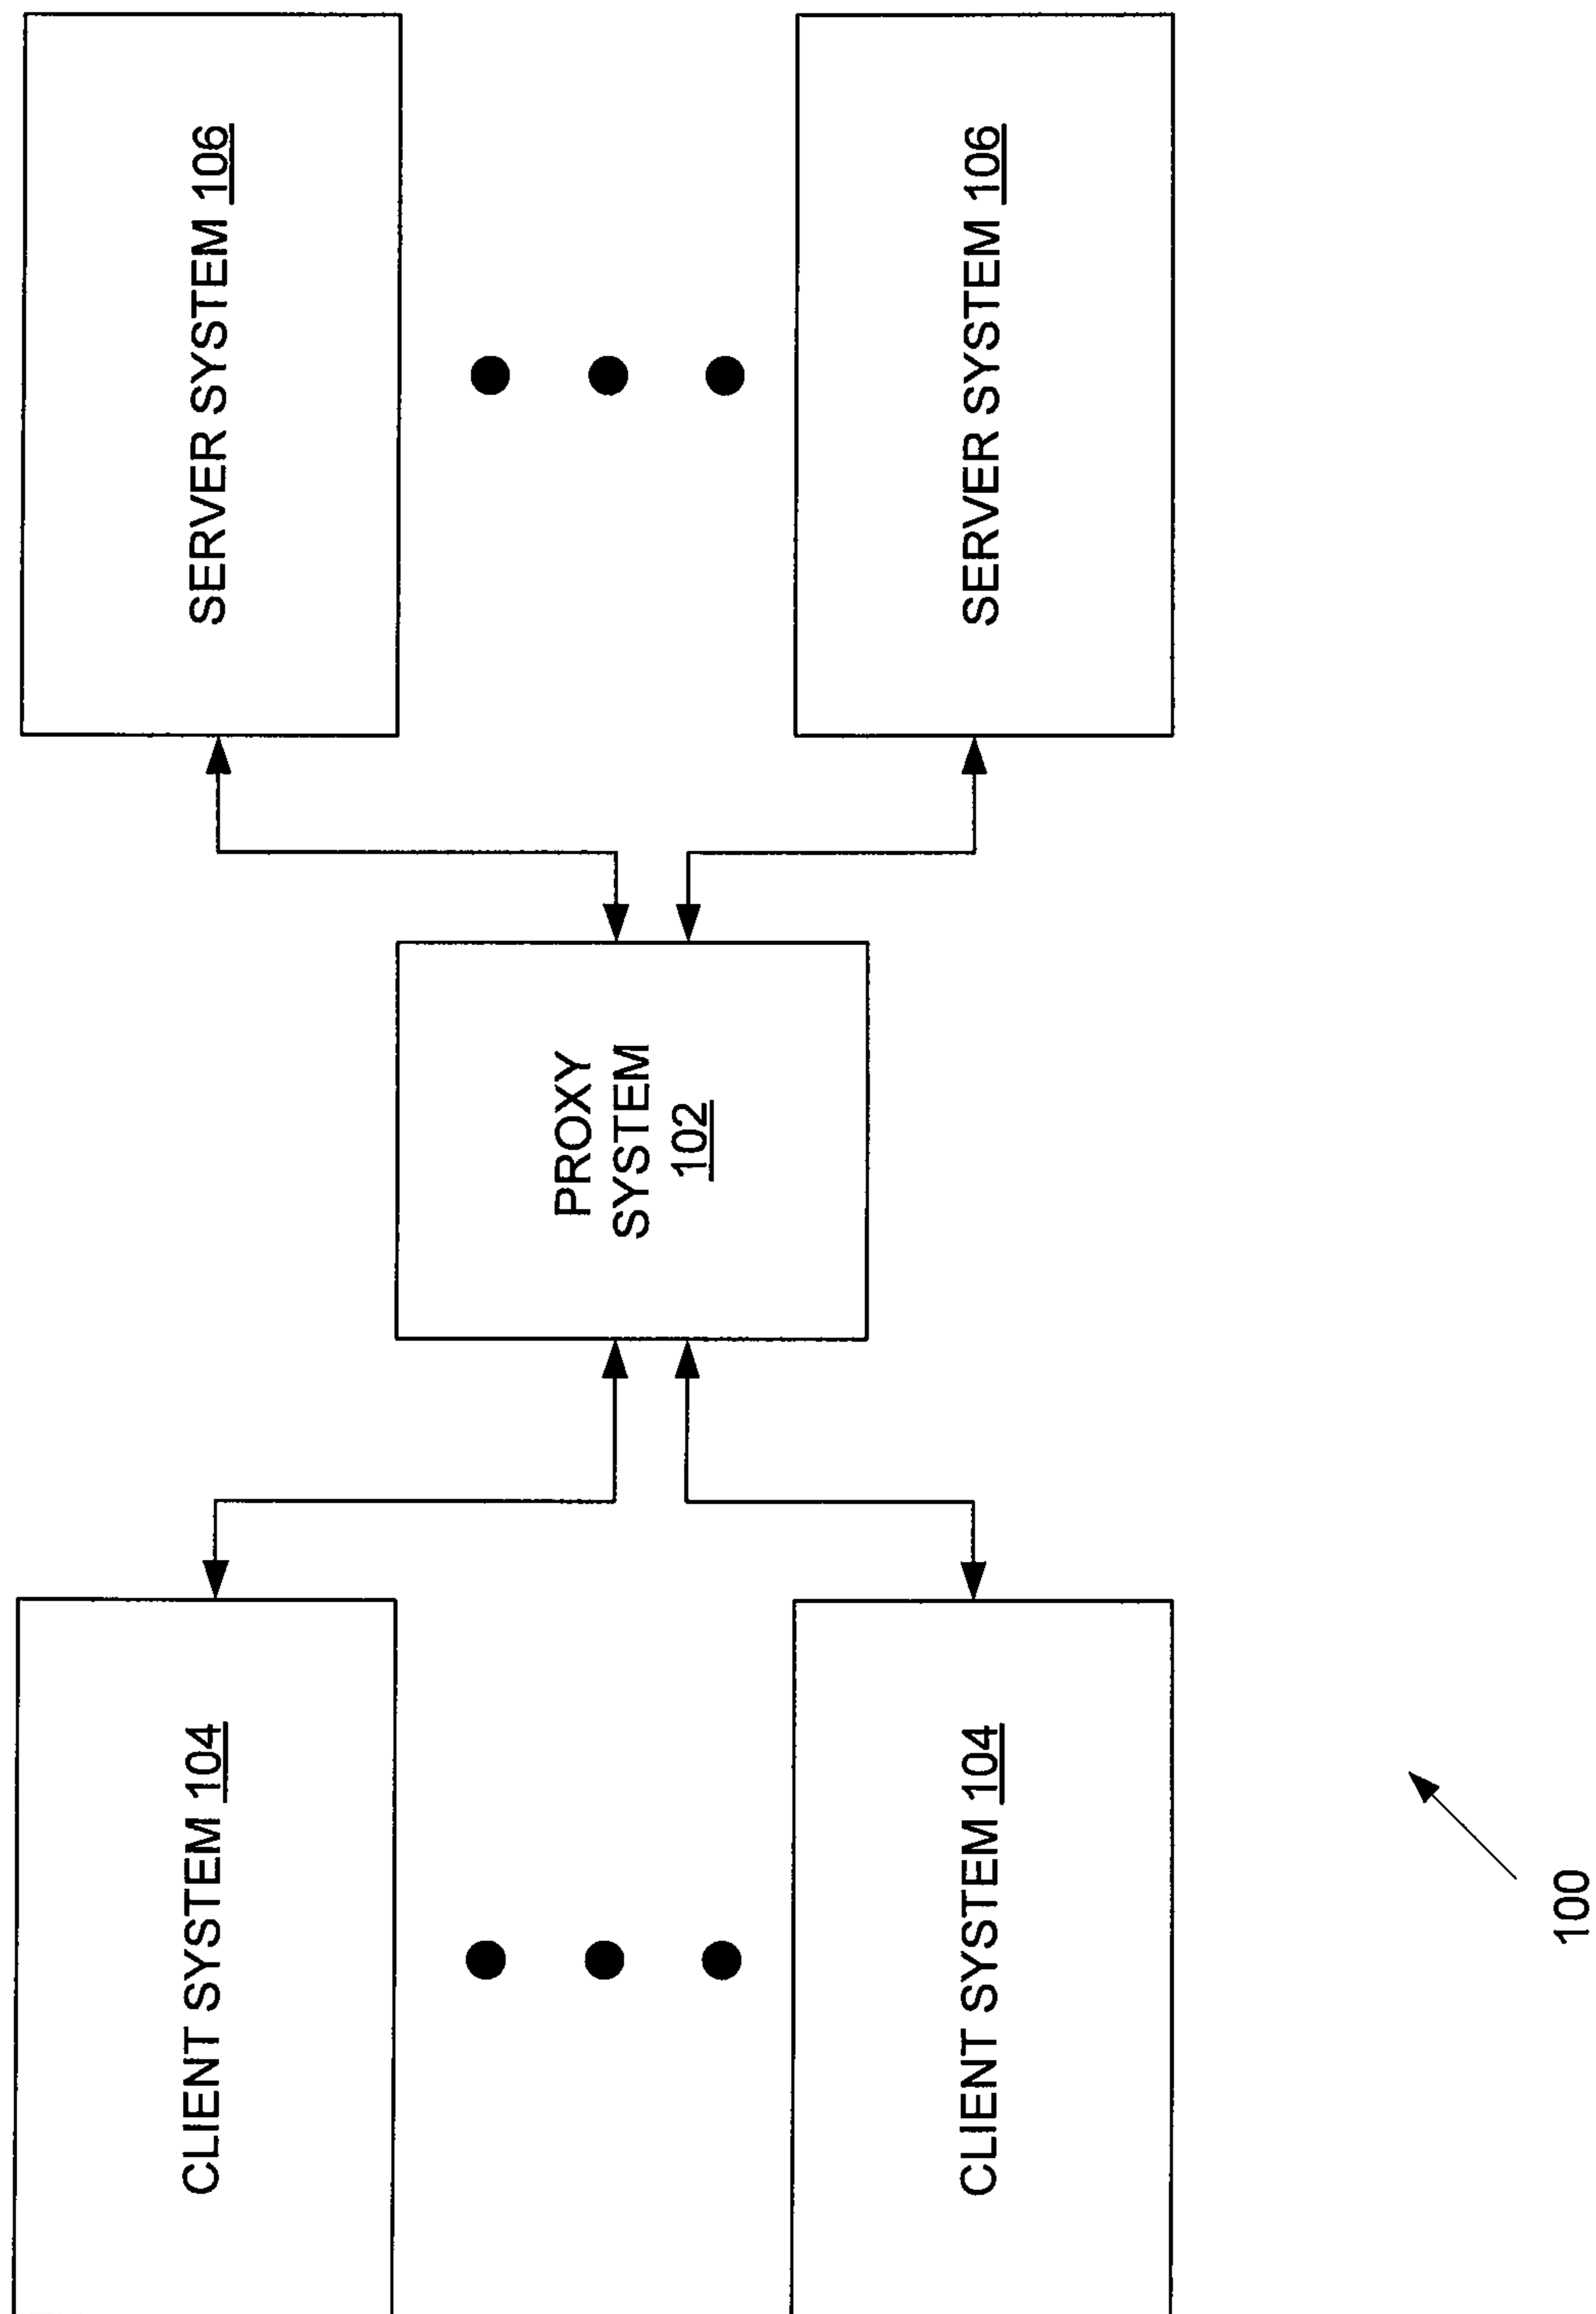 CLIENT SYSTEM 104
SERVER SYSTEM 106
PROXY
SYSTEM
102
CLIENT SYSTEM 104
SERVER SYSTEM 106
100